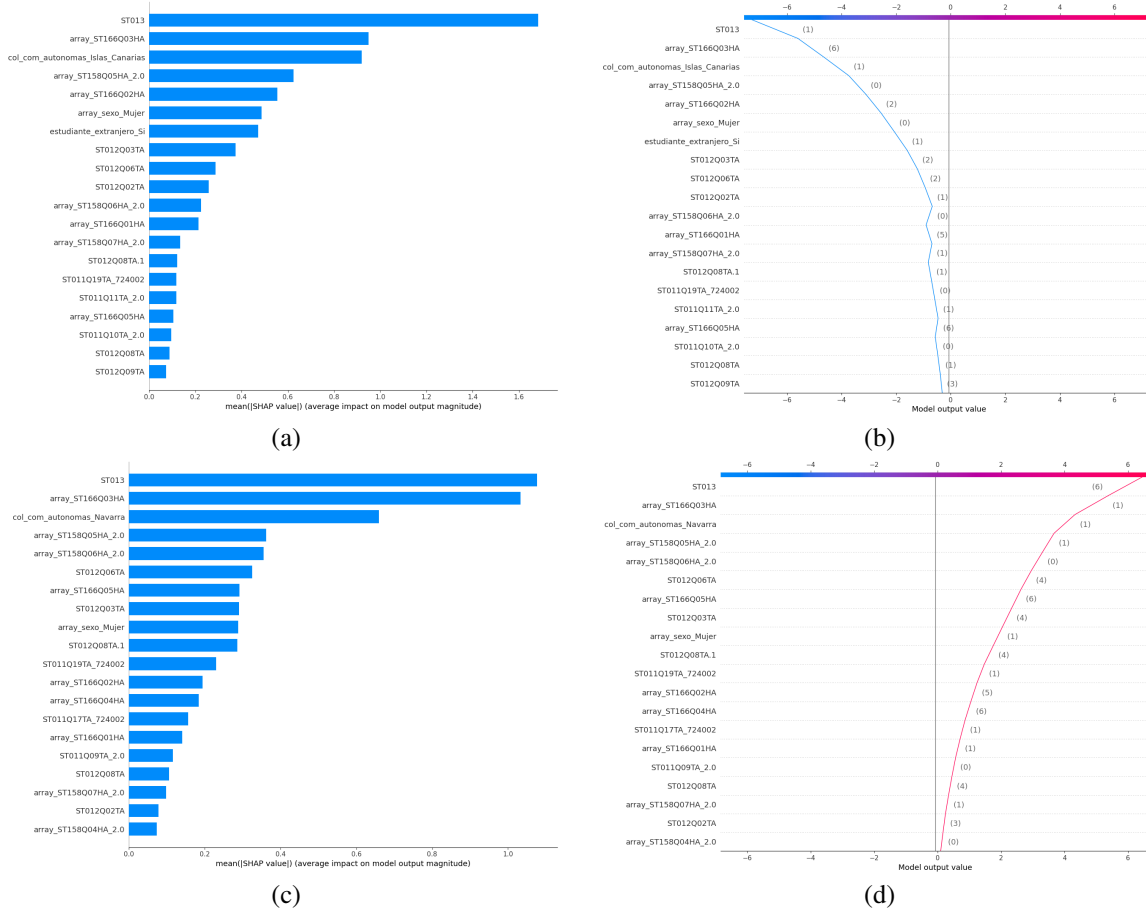 ST013
array_ST166Q03HA
col_com_autonomas_Islas_Canarias
array_ST158Q05HA_2.0
array_ST166Q02HA
array_sexo_Mujer
estudiante_extranjero_Si
ST012Q03TA
ST012Q06TA
ST012Q02TA
array_ST158Q06HA_2.0
array_ST166Q01HA
array_ST158Q07HA_2.0
ST012Q08TA.1
ST011Q19TA_724002
ST011Q11TA_2.0
array_ST166Q05HA
ST011Q10TA_2.0
ST012Q08TA
ST012Q09TA
0.0 0.2 0.4 0.6 0.8 1.0 1.2 1.4 1.6
mean(|SHAP value|) (average impact on model output magnitude)
(a)
−6 −4 −2 0 2 4 6
ST013 (1)
array_ST166Q03HA (6)
col_com_autonomas_Islas_Canarias (1)
array_ST158Q05HA_2.0 (0)
array_ST166Q02HA (2)
array_sexo_Mujer (0)
estudiante_extranjero_Si (1)
ST012Q03TA (2)
ST012Q06TA (2)
ST012Q02TA (1)
array_ST158Q06HA_2.0 (0)
array_ST166Q01HA (5)
array_ST158Q07HA_2.0 (1)
ST012Q08TA.1 (1)
ST011Q19TA_724002 (0)
ST011Q11TA_2.0 (1)
array_ST166Q05HA (6)
ST011Q10TA_2.0 (0)
ST012Q08TA (1)
ST012Q09TA (3)
−6 −4 −2 0 2 4 6
Model output value
(b)
ST013
array_ST166Q03HA
col_com_autonomas_Navarra
array_ST158Q05HA_2.0
array_ST158Q06HA_2.0
ST012Q06TA
array_ST166Q05HA
ST012Q03TA
array_sexo_Mujer
ST012Q08TA.1
ST011Q19TA_724002
array_ST166Q02HA
array_ST166Q04HA
ST011Q17TA_724002
array_ST166Q01HA
ST011Q09TA_2.0
ST012Q08TA
array_ST158Q07HA_2.0
ST012Q02TA
array_ST158Q04HA_2.0
0.0 0.2 0.4 0.6 0.8 1.0
mean(|SHAP value|) (average impact on model output magnitude)
(c)
−6 −4 −2 0 2 4 6
ST013 (6)
array_ST166Q03HA (1)
col_com_autonomas_Navarra (1)
array_ST158Q05HA_2.0 (1)
array_ST158Q06HA_2.0 (0)
ST012Q06TA (4)
array_ST166Q05HA (6)
ST012Q03TA (4)
array_sexo_Mujer (1)
ST012Q08TA.1 (4)
ST011Q19TA_724002 (1)
array_ST166Q02HA (5)
array_ST166Q04HA (6)
ST011Q17TA_724002 (1)
array_ST166Q01HA (1)
ST011Q09TA_2.0 (0)
ST012Q08TA (4)
array_ST158Q07HA_2.0 (1)
ST012Q02TA (3)
array_ST158Q04HA_2.0 (0)
−6 −4 −2 0 2 4 6
Model output value
(d)